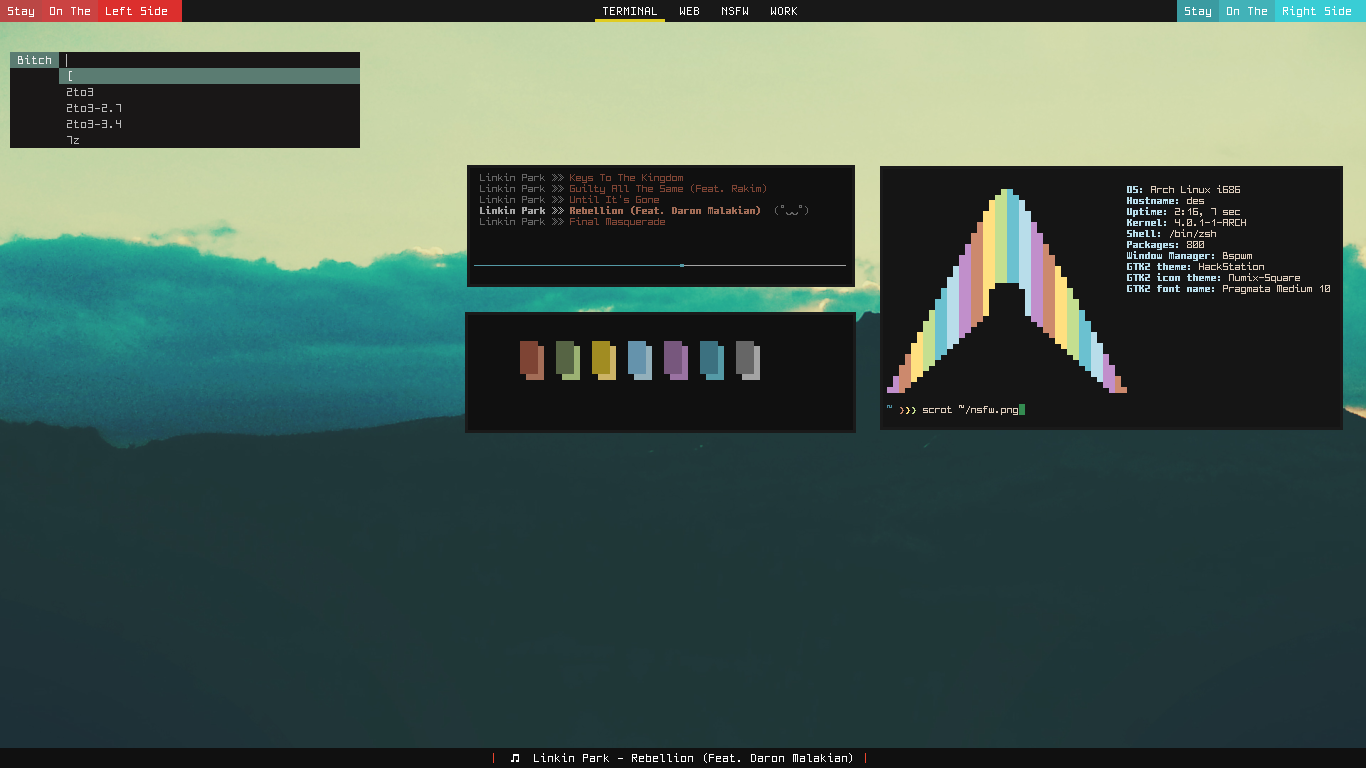 Stay On The Left Side
TERMINAL WEB NSFW WORK
Stay On The Right Side
Bitch
[
2to3
2to3-2.7
2to3-3.4
7z
Linkin Park >> Keys To The Kingdom
Linkin Park >> Guilty All The Same (Feat. Rakim)
Linkin Park >> Until It's Gone
Linkin Park >> Rebellion (Feat. Daron Malakian) (˚‿˚)
Linkin Park >> Final Masquerade
OS: Arch Linux i686
Hostname: des
Uptime: 2:16, 7 sec
Kernel: 4.0.1-1-ARCH
Shell: /bin/zsh
Packages: 800
Window Manager: Bspwm
GTK2 theme: HackStation
GTK2 icon theme: Numix-Square
GTK2 font name: Pragmata Medium 10
~ ❯❯❯ scrot ~/nsfw.png
| ♫ Linkin Park - Rebellion (Feat. Daron Malakian) |